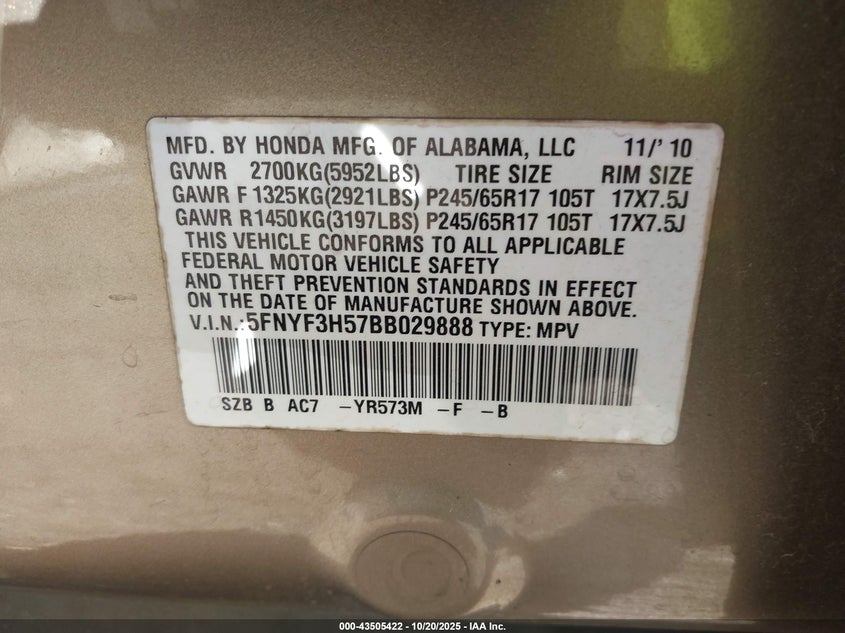 MFD. BY HONDA MFG. OF ALABAMA, LLC 11/' 10
GVWR 2700KG(5952LBS) TIRE SIZE RIM SIZE
GAWR F 1325KG(2921LBS) P245/65R17 105T 17X7.5J
GAWR R1450KG(3197LBS) P245/65R17 105T 17X7.5J
THIS VEHICLE CONFORMS TO ALL APPLICABLE
FEDERAL MOTOR VEHICLE SAFETY
AND THEFT PREVENTION STANDARDS IN EFFECT
ON THE DATE OF MANUFACTURE SHOWN ABOVE.
V.I.N.:5FNYF3H57BB029888 TYPE: MPV
SZB B AC7 -YR573M -F -B
000-43505422 - 10/20/2025 - IAA Inc.